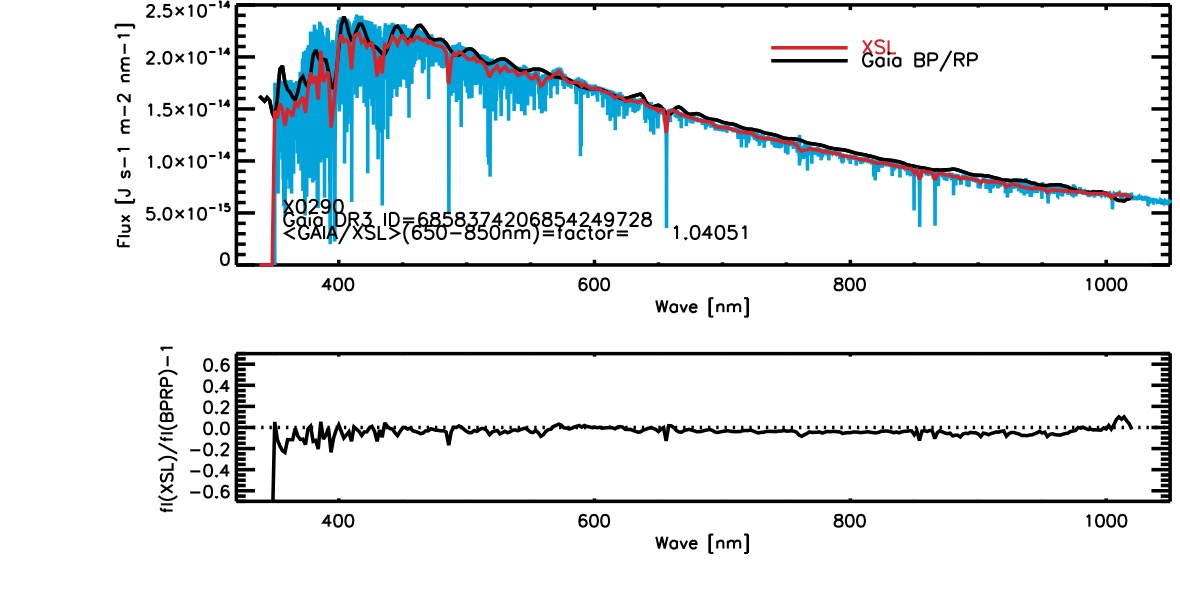 2.5×10⁻¹⁴
2.0×10⁻¹⁴
1.5×10⁻¹⁴
1.0×10⁻¹⁴
5.0×10⁻¹⁵
0
Flux [J s−1 m−2 nm−1]
XSL
Gaia BP/RP
X0290
Gaia DR3 ID=6858374206854249728
<GAIA/XSL>(650−850nm)=factor= 1.04051
400 600 800 1000
Wave [nm]
0.6
0.4
0.2
0.0
−0.2
−0.4
−0.6
fl(XSL)/fl(BPRP)−1
400 600 800 1000
Wave [nm]